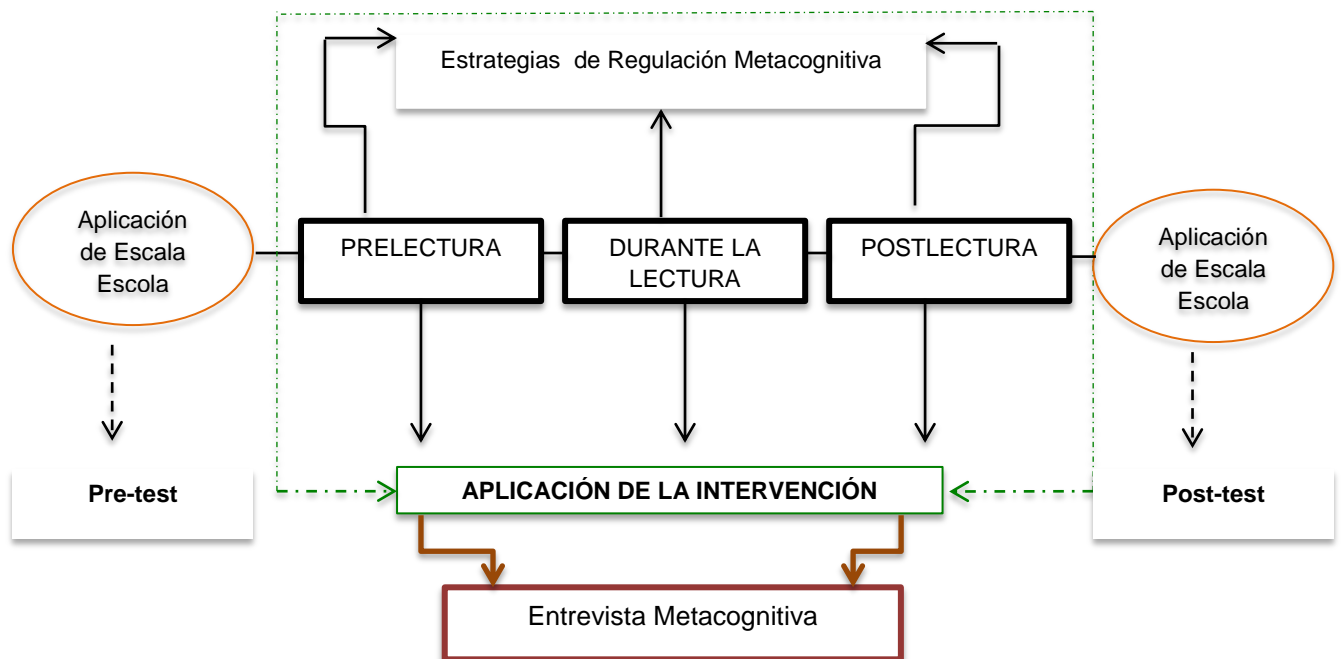 Estrategias de Regulación Metacognitiva
Aplicación
de Escala
Escola
PRELECTURA
DURANTE LA
LECTURA
POSTLECTURA
Aplicación
de Escala
Escola
Pre-test
APLICACIÓN DE LA INTERVENCIÓN
Post-test
Entrevista Metacognitiva